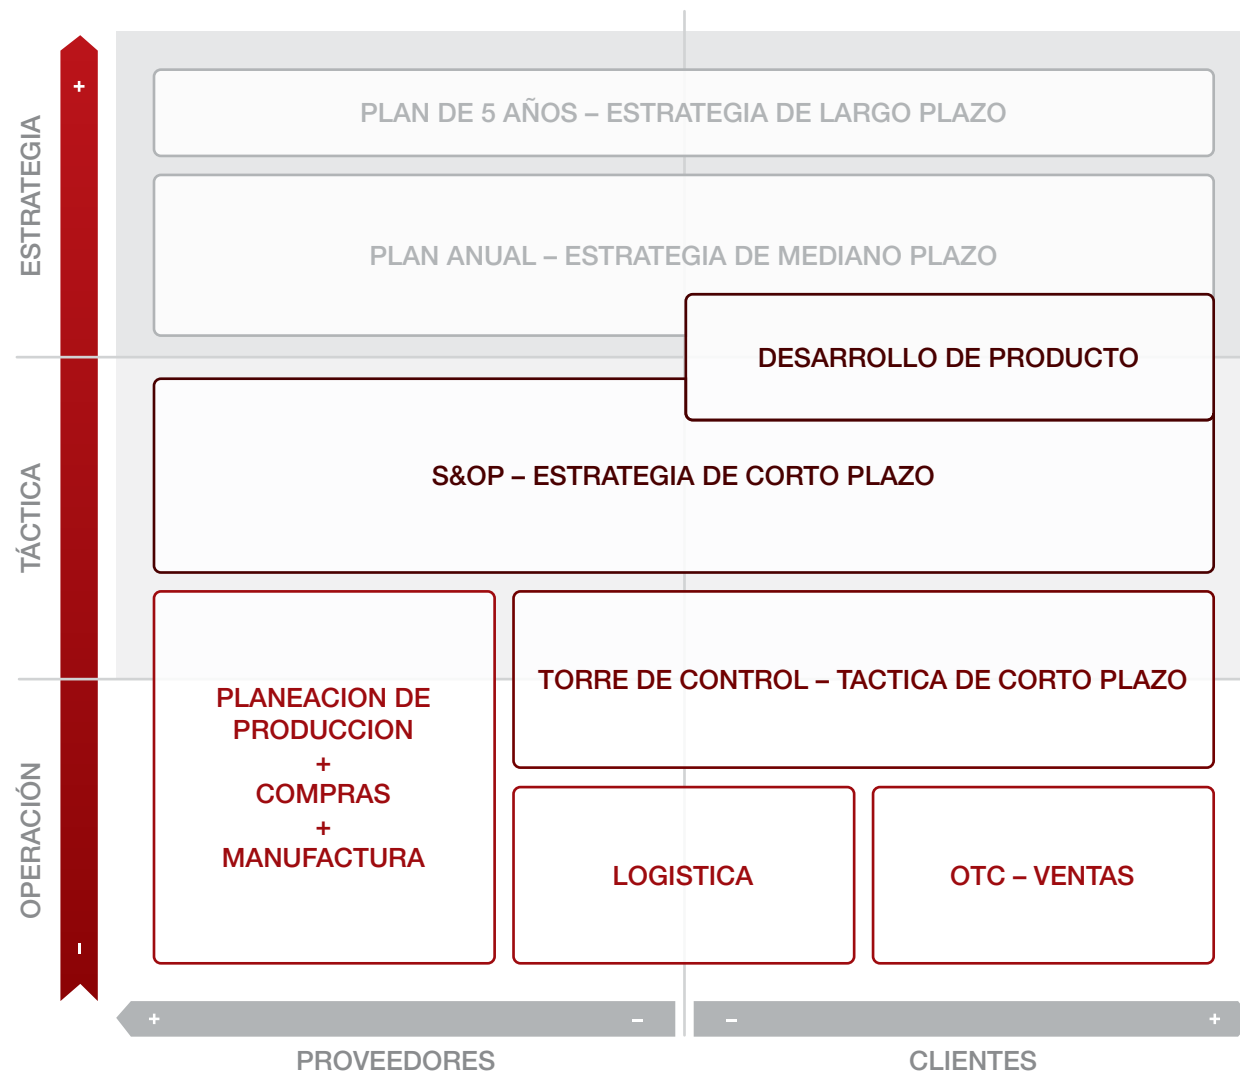 +
ESTRATEGIA
PLAN DE 5 AÑOS – ESTRATEGIA DE LARGO PLAZO
PLAN ANUAL – ESTRATEGIA DE MEDIANO PLAZO
DESARROLLO DE PRODUCTO
TÁCTICA
S&OP – ESTRATEGIA DE CORTO PLAZO
TORRE DE CONTROL – TACTICA DE CORTO PLAZO
OPERACIÓN
PLANEACION DE
PRODUCCION
+
COMPRAS
+
MANUFACTURA
LOGISTICA
OTC – VENTAS
–
+ –
– +
PROVEEDORES
CLIENTES